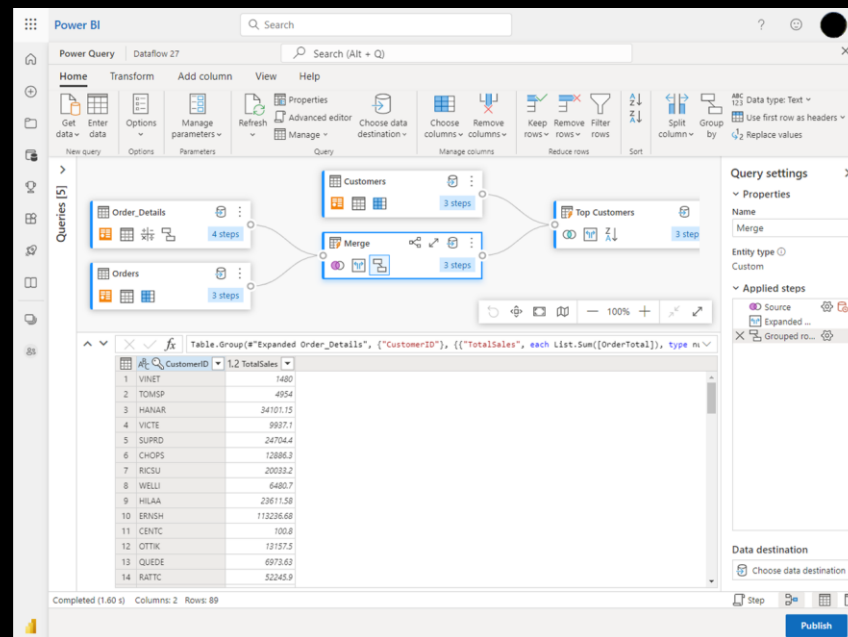 Power BI
Search
?
Power Query
Dataflow 27
Search (Alt + Q)
Home Transform Add column View Help
Get data
Enter data
Options
Manage parameters
Refresh
Properties
Advanced editor
Manage
Choose data destination
Choose columns
Remove columns
Keep rows
Remove rows
Filter rows
Split column
Group by
Data type: Text
Use first row as headers
Replace values
New query
Options
Parameters
Query
Manage columns
Reduce rows
Sort
Queries [5]
Order_Details
4 steps
Orders
3 steps
Customers
3 steps
Merge
3 steps
Top Customers
3 step
100%
Query settings
Properties
Name
Merge
Entity type
Custom
Applied steps
Source
Expanded ...
Grouped ro...
fx Table.Group(#"Expanded Order_Details", {"CustomerID"}, {{"TotalSales", each List.Sum([OrderTotal]), type nu
CustomerID 1.2 TotalSales
1 VINET 1480
2 TOMSP 4954
3 HANAR 34101.15
4 VICTE 9937.1
5 SUPRD 24704.4
6 CHOPS 12886.3
7 RICSU 20033.2
8 WELLI 6480.7
9 HILAA 23611.58
10 ERNSH 113236.68
11 CENTC 100.8
12 OTTIK 13157.5
13 QUEDE 6973.63
14 RATTC 52245.9
Data destination
Choose data destination
Completed (1.60 s) Columns: 2 Rows: 89
Step
Publish